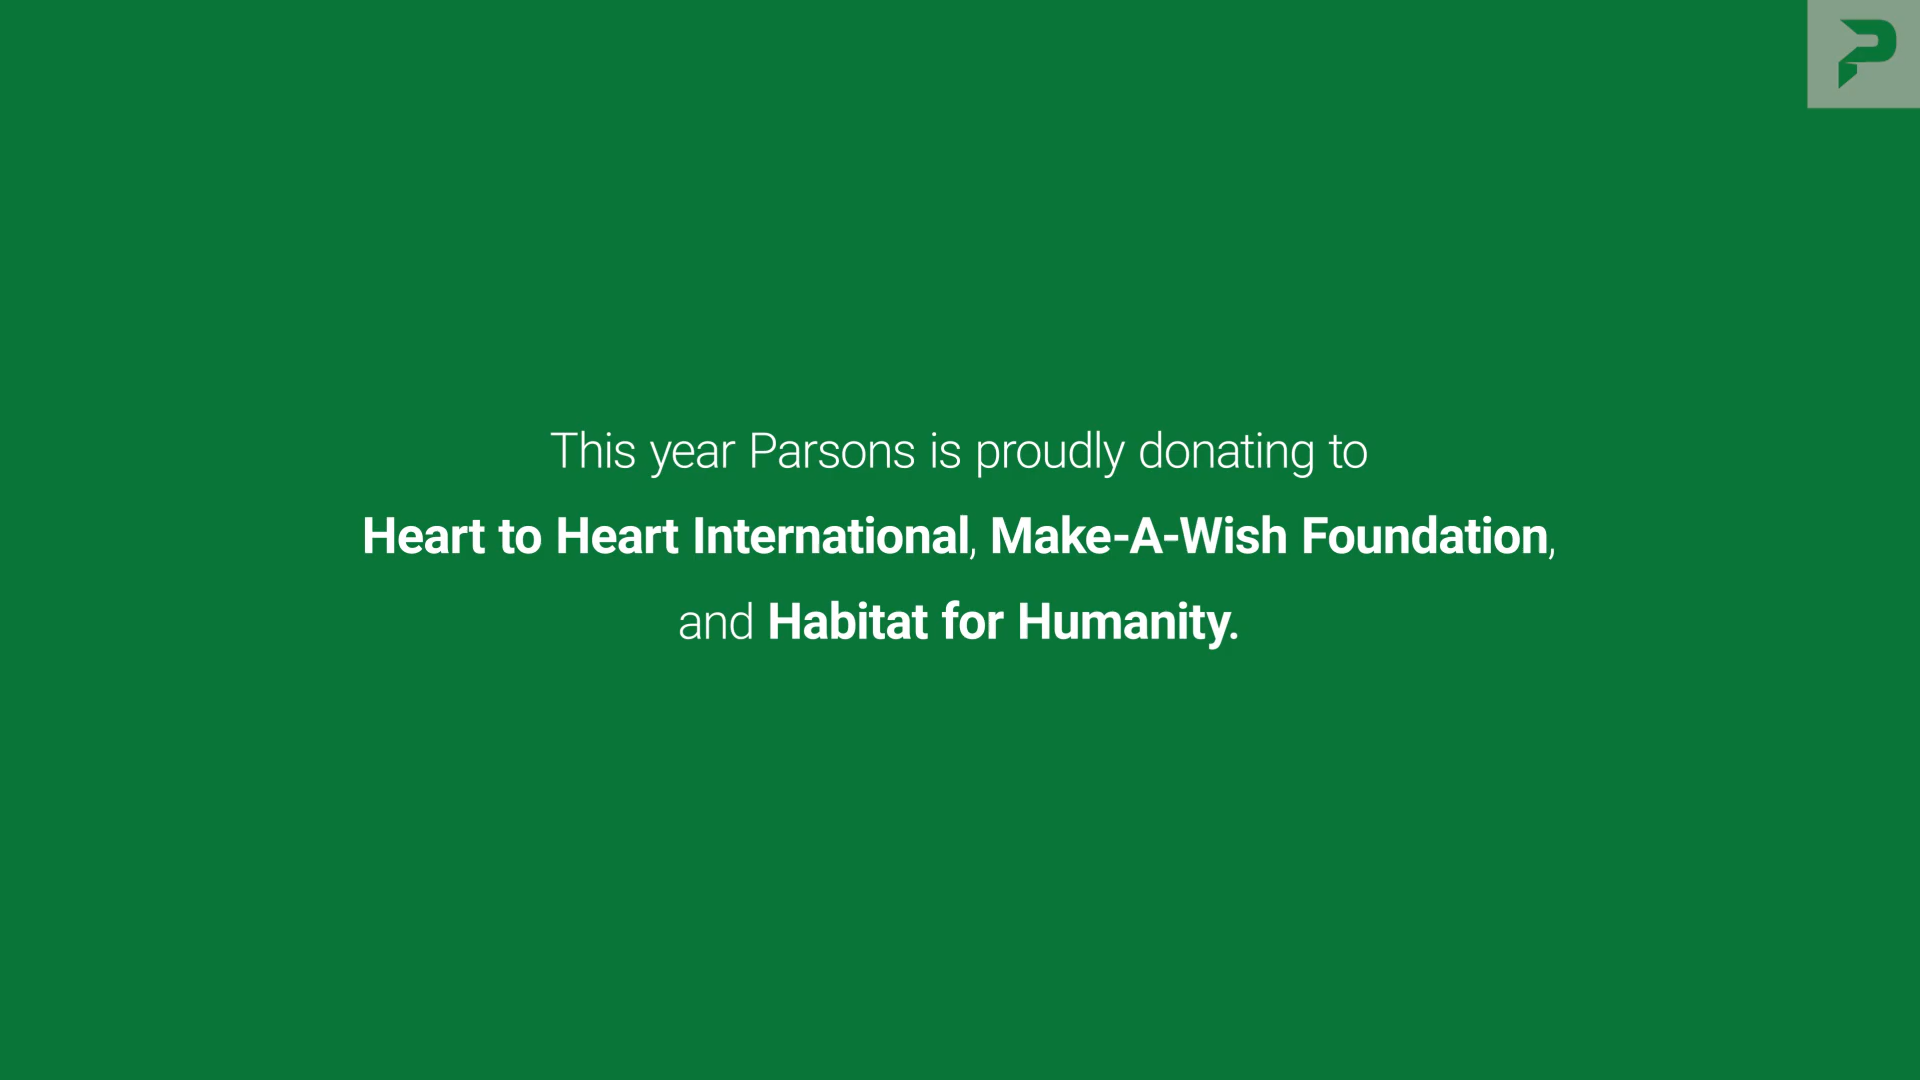 This year Parsons is proudly donating to
Heart to Heart International, Make-A-Wish Foundation,
and Habitat for Humanity.